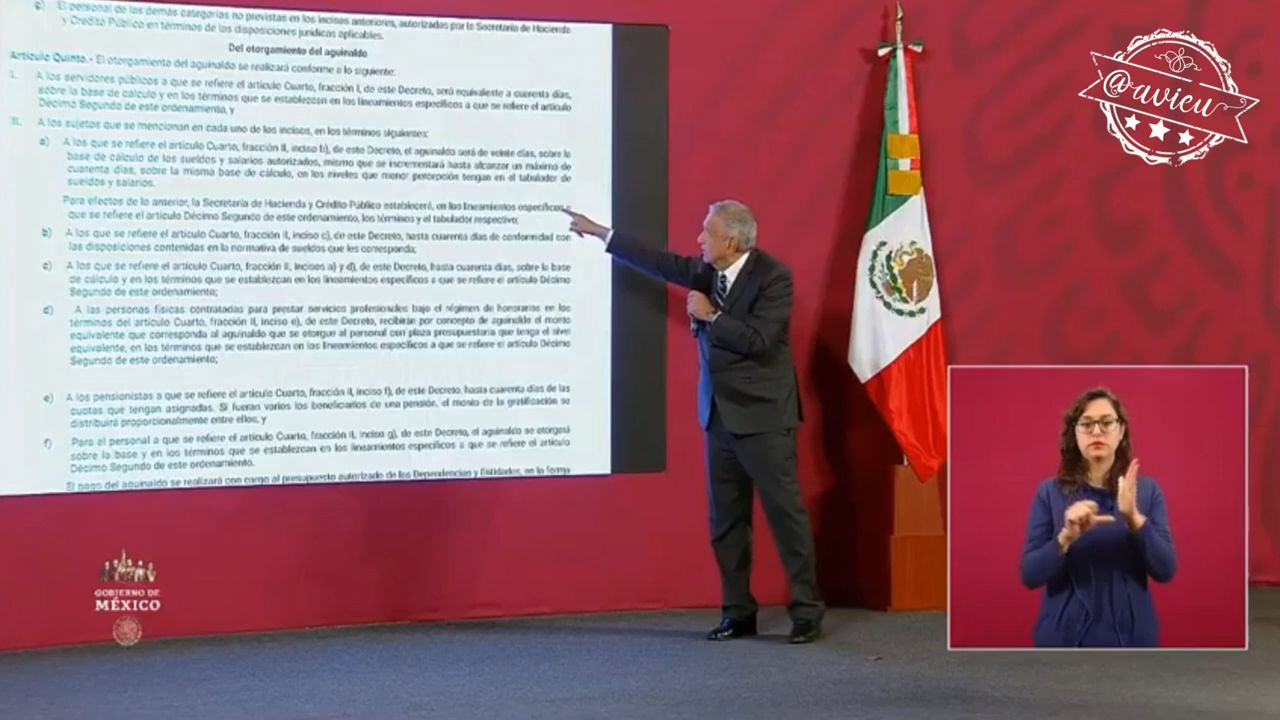 g) El personal de las demás categorías no previstas en los incisos anteriores, autorizadas por la Secretaría de Hacienda
y Crédito Público en términos de las disposiciones jurídicas aplicables.
Del otorgamiento del aguinaldo
Artículo Quinto.- El otorgamiento del aguinaldo se realizará conforme a lo siguiente:
I. A los servidores públicos a que se refiere el artículo Cuarto, fracción I, de este Decreto, será equivalente a cuarenta días,
sobre la base de cálculo y en los términos que se establezcan en los lineamientos específicos a que se refiere el artículo
Décimo Segundo de este ordenamiento, y
II. A los sujetos que se mencionan en cada uno de los incisos, en los términos siguientes:
a) A los que se refiere el artículo Cuarto, fracción II, inciso b), de este Decreto, el aguinaldo será de veinte días, sobre la
base de cálculo de los sueldos y salarios autorizados, mismo que se incrementará hasta alcanzar un máximo de
cuarenta días, sobre la misma base de cálculo, en los niveles que menor percepción tengan en el tabulador de
sueldos y salarios.
Para efectos de lo anterior, la Secretaría de Hacienda y Crédito Público establecerá, en los lineamientos específicos a
que se refiere el artículo Décimo Segundo de este ordenamiento, los términos y el tabulador respectivo;
b) A los que se refiere el artículo Cuarto, fracción II, inciso c), de este Decreto, hasta cuarenta días de conformidad con
las disposiciones contenidas en la normativa de sueldos que les corresponda;
c) A los que se refiere el artículo Cuarto, fracción II, incisos a) y d), de este Decreto, hasta cuarenta días, sobre la base
de cálculo y en los términos que se establezcan en los lineamientos específicos a que se refiere el artículo Décimo
Segundo de este ordenamiento;
d) A las personas físicas contratadas para prestar servicios profesionales bajo el régimen de honorarios en los
términos del artículo Cuarto, fracción II, inciso e), de este Decreto, recibirán por concepto de aguinaldo el monto
equivalente que corresponda al aguinaldo que se otorgue al personal con plaza presupuestaria que tenga el nivel
equivalente, en los términos que se establezcan en los lineamientos específicos a que se refiere el artículo Décimo
Segundo de este ordenamiento;
e) A los pensionistas a que se refiere el artículo Cuarto, fracción II, inciso f), de este Decreto, hasta cuarenta días de las
cuotas que tengan asignadas. Si fueran varios los beneficiarios de una pensión, el monto de la gratificación se
distribuirá proporcionalmente entre ellos, y
f) Para el personal a que se refiere el artículo Cuarto, fracción II, inciso g), de este Decreto, el aguinaldo se otorgará
sobre la base y en los términos que se establezcan en los lineamientos específicos a que se refiere el artículo
Décimo Segundo de este ordenamiento.
El pago del aguinaldo se realizará con cargo al presupuesto autorizado de las Dependencias y Entidades, en la forma
@avieu
GOBIERNO DE
MÉXICO